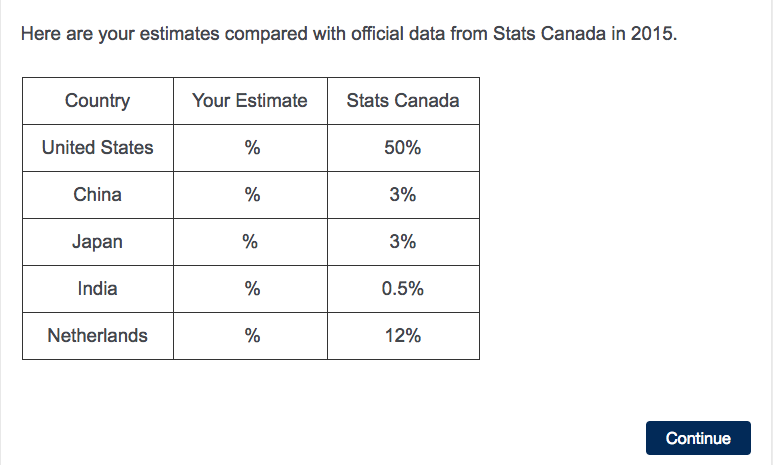 Here are your estimates compared with official data from Stats Canada in 2015.
Country Your Estimate Stats Canada
United States % 50%
China % 3%
Japan % 3%
India % 0.5%
Netherlands % 12%
Continue